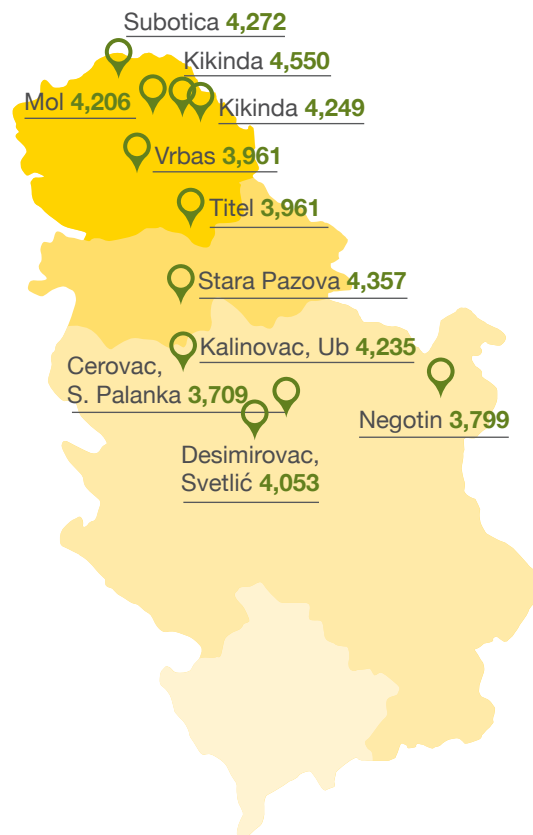 Subotica 4,272
Kikinda 4,550
Mol 4,206
Kikinda 4,249
Vrbas 3,961
Titel 3,961
Stara Pazova 4,357
Kalinovac, Ub 4,235
Cerovac,
S. Palanka 3,709
Negotin 3,799
Desimirovac,
Svetlić 4,053